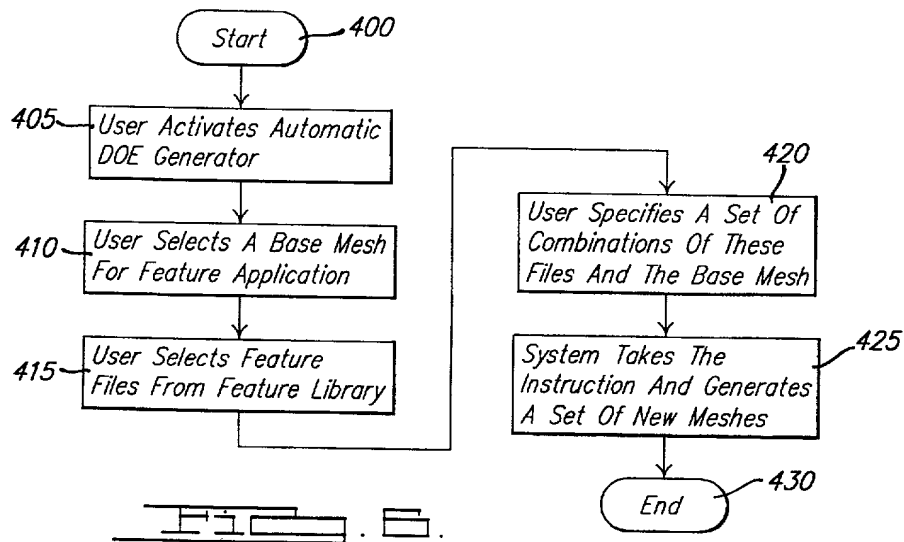 Start
400
405
User Activates Automatic
DOE Generator
410
User Selects A Base Mesh
For Feature Application
415
User Selects Feature
Files From Feature Library
420
User Specifies A Set Of
Combinations Of These
Files And The Base Mesh
425
System Takes The
Instruction And Generates
A Set Of New Meshes
End
430